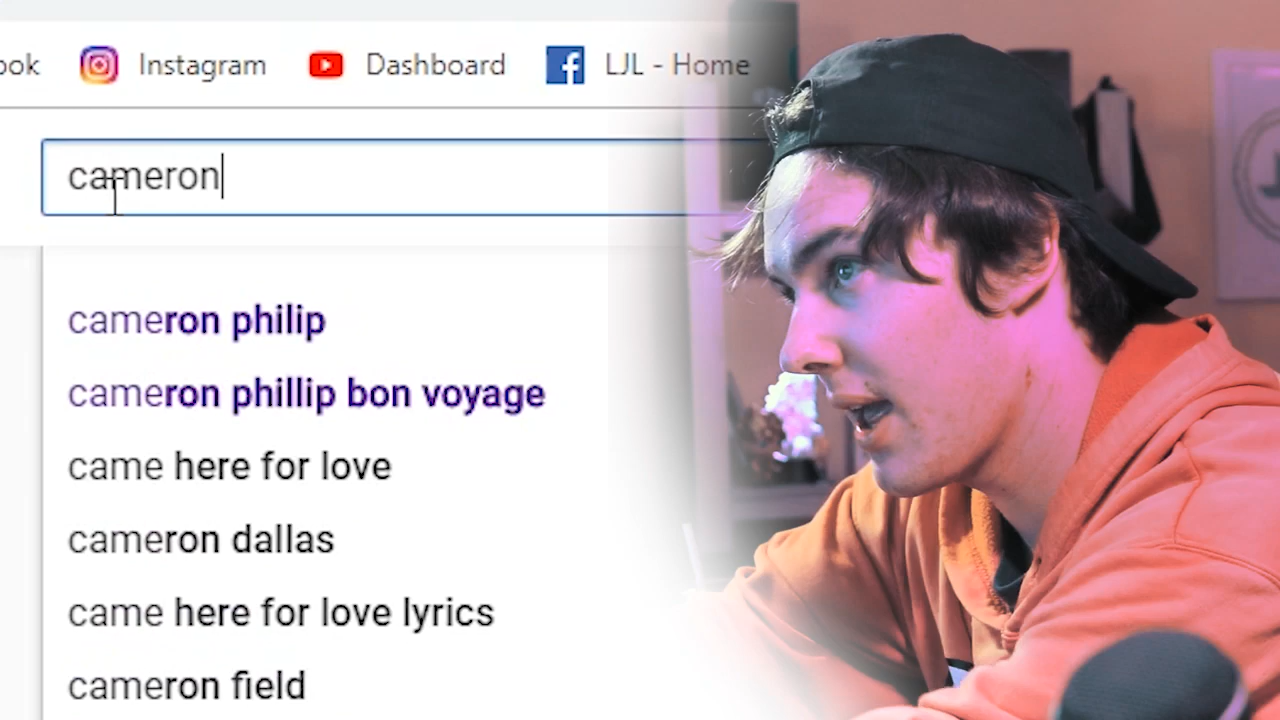 ook Instagram Dashboard LJL - Home
cameron
cameron philip
cameron phillip bon voyage
came here for love
cameron dallas
came here for love lyrics
cameron field